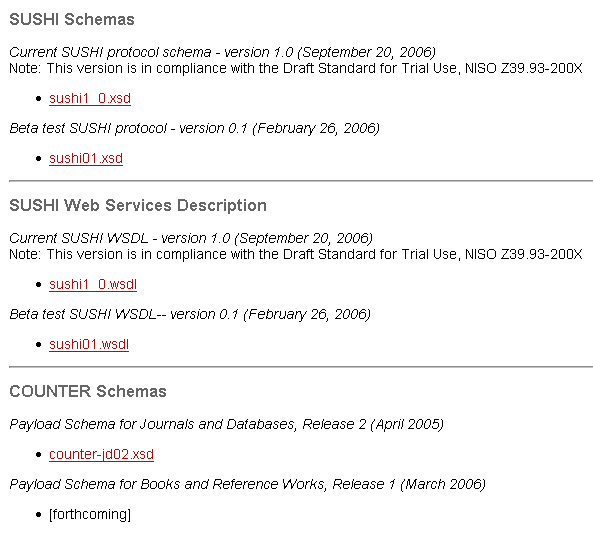 SUSHI Schemas
Current SUSHI protocol schema - version 1.0 (September 20, 2006)
Note: This version is in compliance with the Draft Standard for Trial Use, NISO Z39.93-200X
• sushi1_0.xsd
Beta test SUSHI protocol - version 0.1 (February 26, 2006)
• sushi01.xsd
SUSHI Web Services Description
Current SUSHI WSDL - version 1.0 (September 20, 2006)
Note: This version is in compliance with the Draft Standard for Trial Use, NISO Z39.93-200X
• sushi1_0.wsdl
Beta test SUSHI WSDL-- version 0.1 (February 26, 2006)
• sushi01.wsdl
COUNTER Schemas
Payload Schema for Journals and Databases, Release 2 (April 2005)
• counter-jd02.xsd
Payload Schema for Books and Reference Works, Release 1 (March 2006)
• [forthcoming]